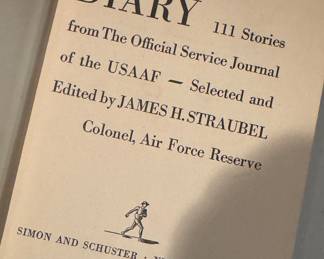 DIARY 111 Stories
from The Official Service Journal
of the USAAF — Selected and
Edited by JAMES H. STRAUBEL
Colonel, Air Force Reserve
SIMON AND SCHUSTER ·